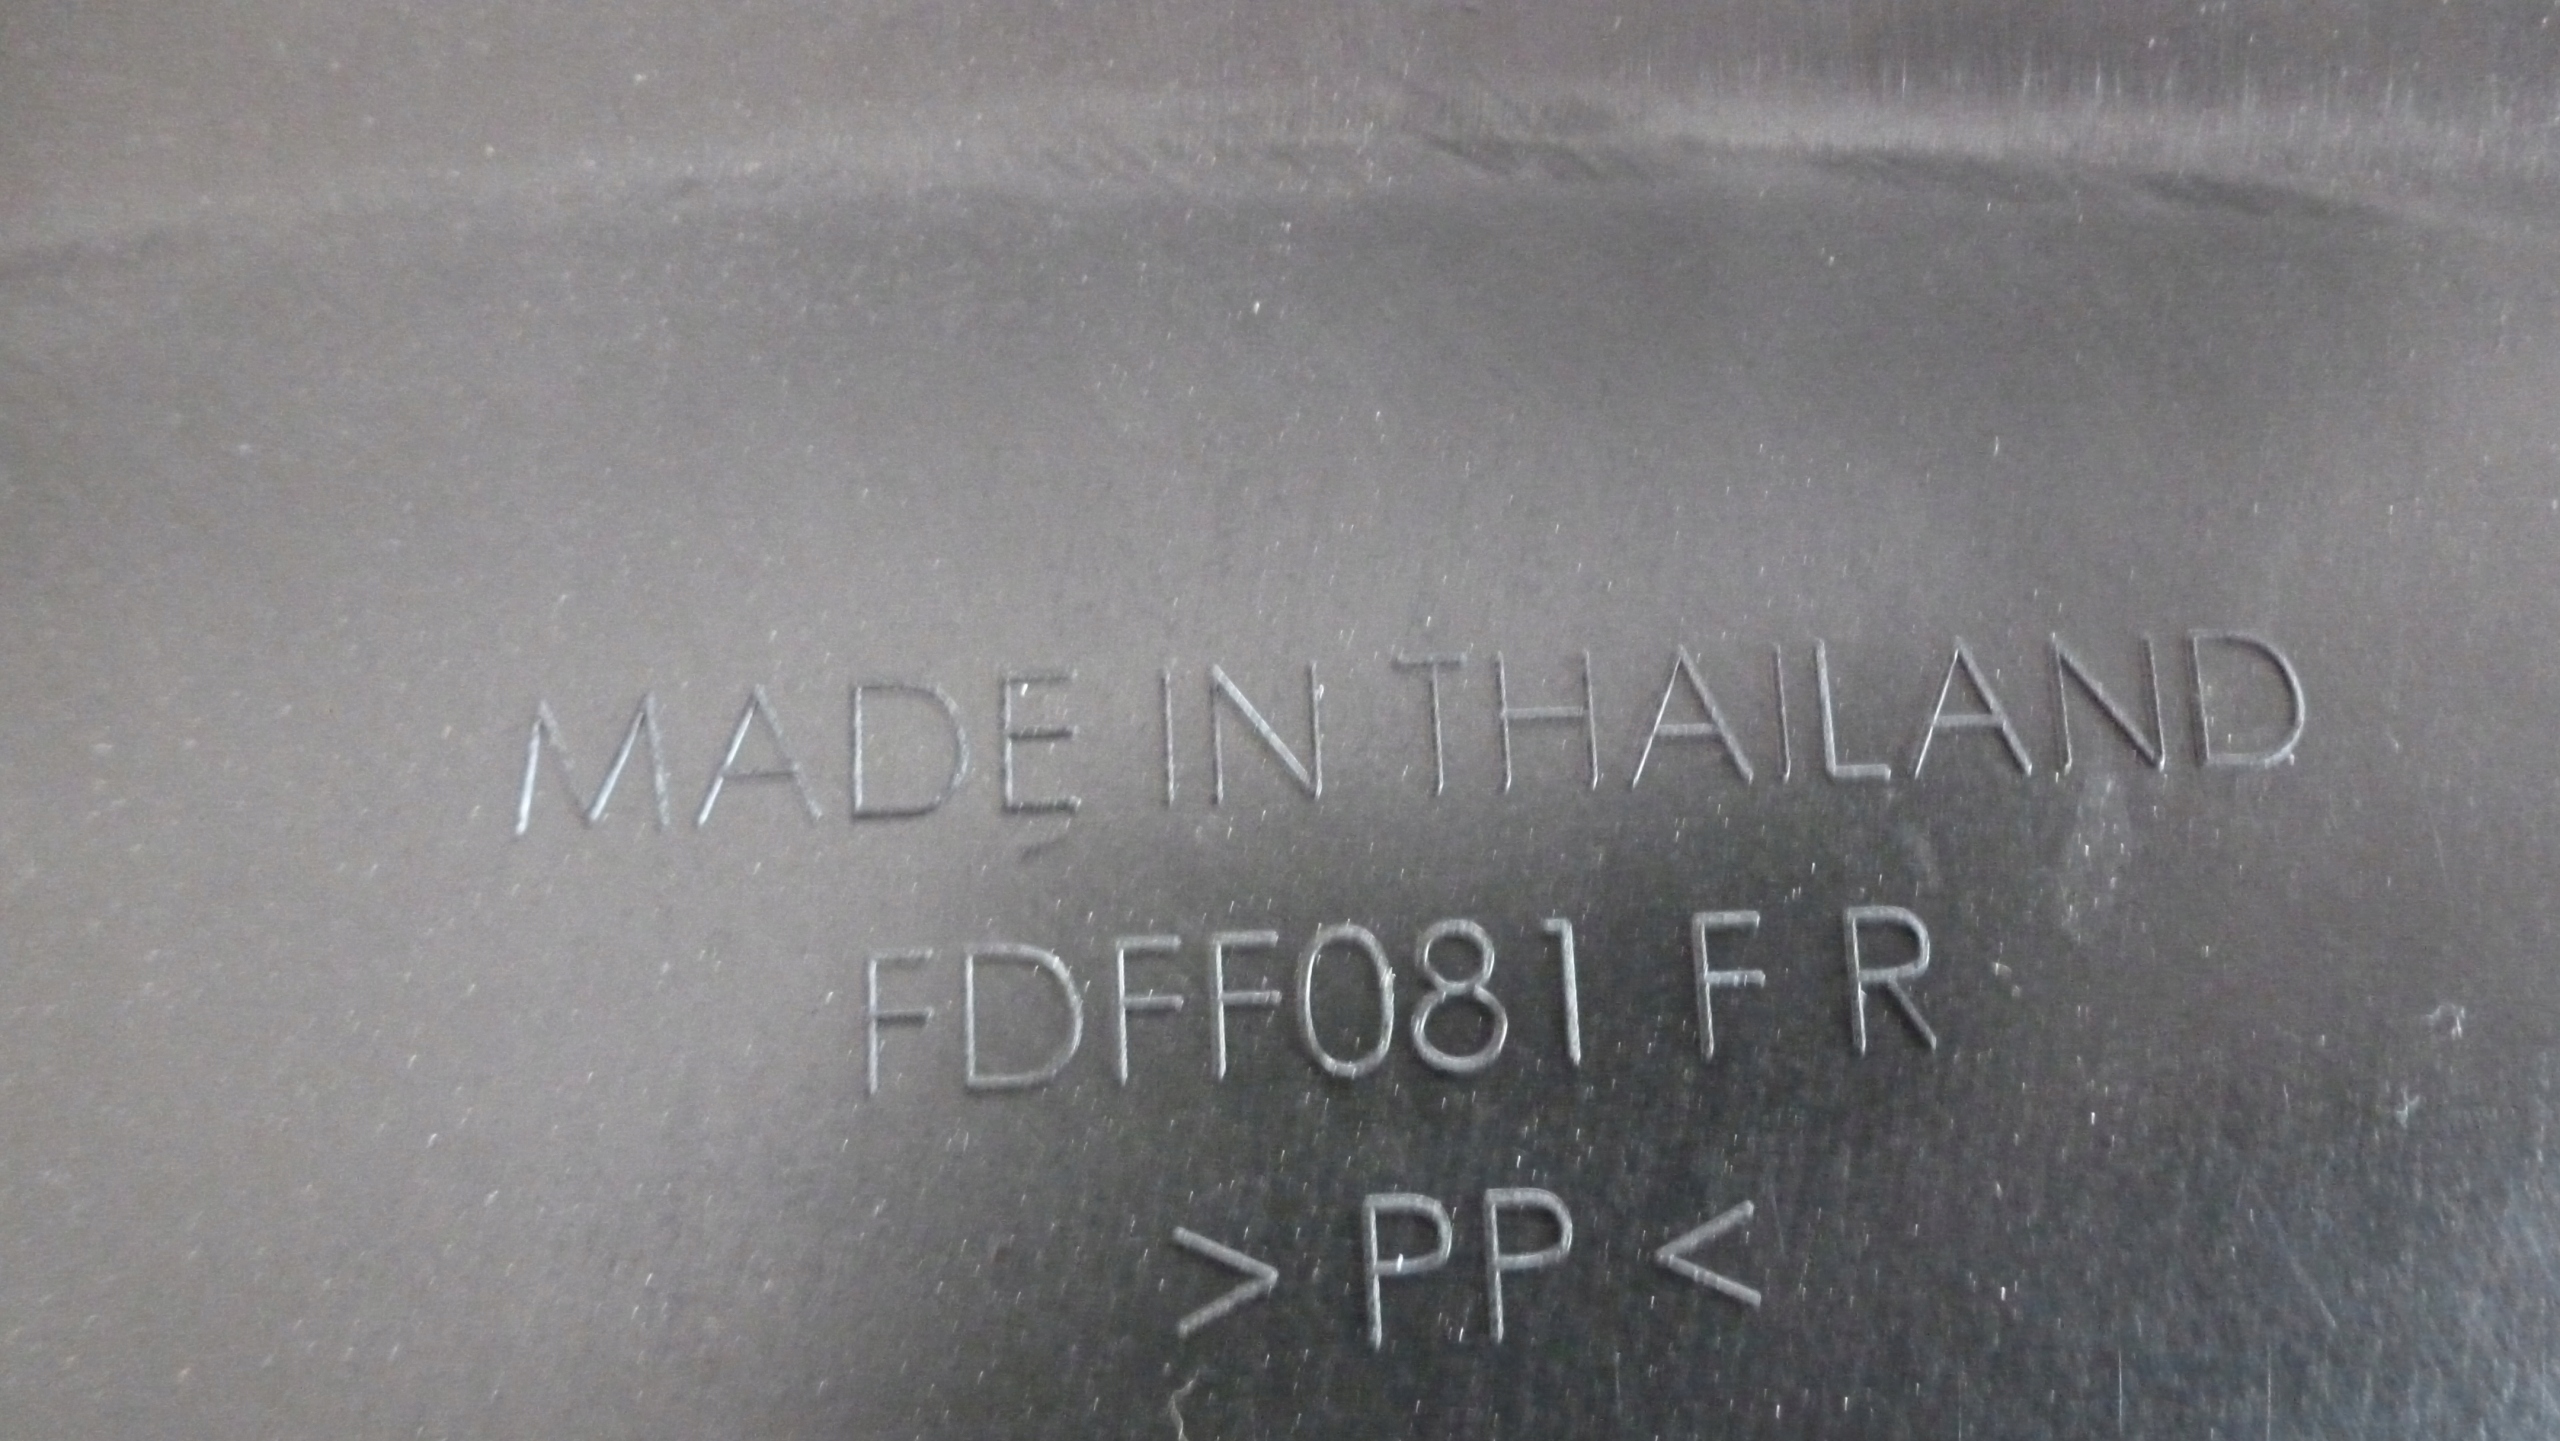 MADE IN THAILAND
FDFF081 F R
> PP <